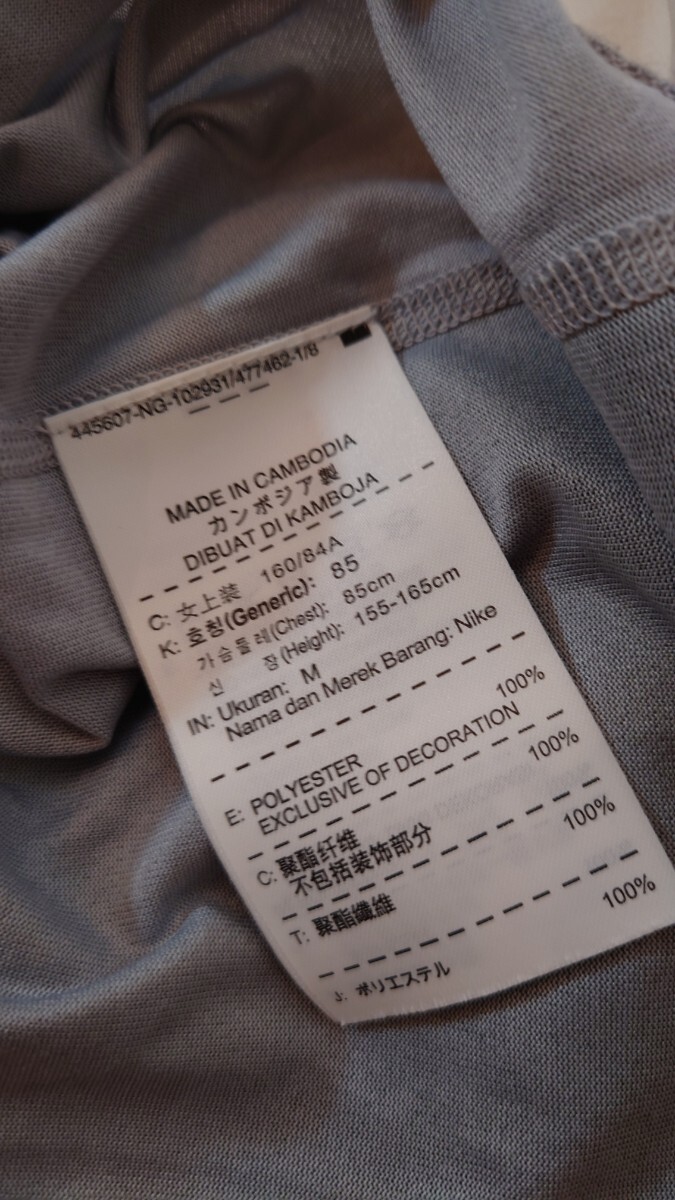 445607-NG-102931/477462-1/8
MADE IN CAMBODIA
カンボジア製
DIBUAT DI KAMBOJA
C: 女上装 160/84A
K: 호칭(Generic): 85
가슴둘레(Chest): 85cm
신 장(Height): 155-165cm
IN: Ukuran: M
Nama dan Merek Barang: Nike
E: POLYESTER 100%
EXCLUSIVE OF DECORATION
C: 聚酯纤维 100%
不包括装饰部分
T: 聚酯纖維 100%
J: ポリエステル 100%